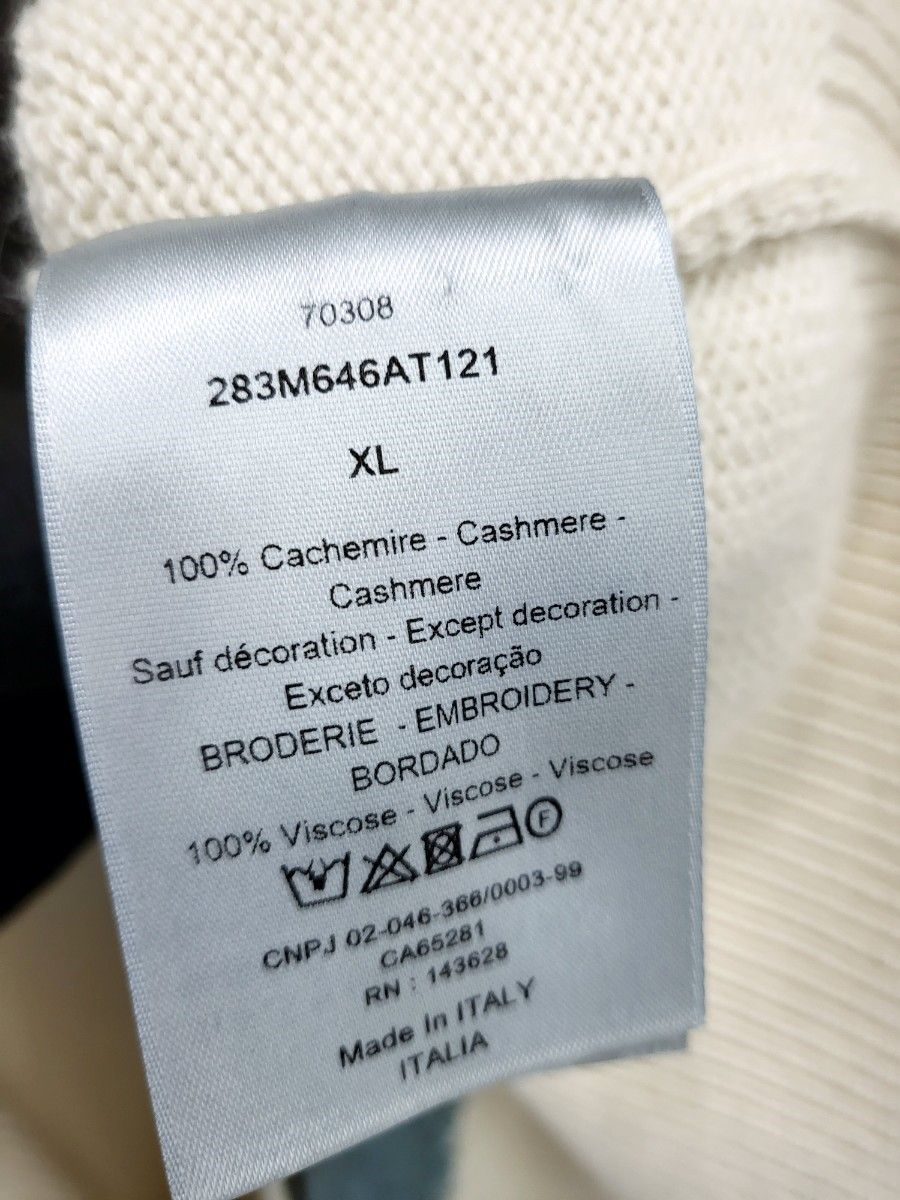 70308
283M646AT121
XL
100% Cachemire - Cashmere -
Cashmere
Sauf décoration - Except decoration -
Exceto decoração
BRODERIE - EMBROIDERY -
BORDADO
100% Viscose - Viscose - Viscose
F
CNPJ 02-046-366/0003-99
CA65281
RN : 143628
Made in ITALY
ITALIA